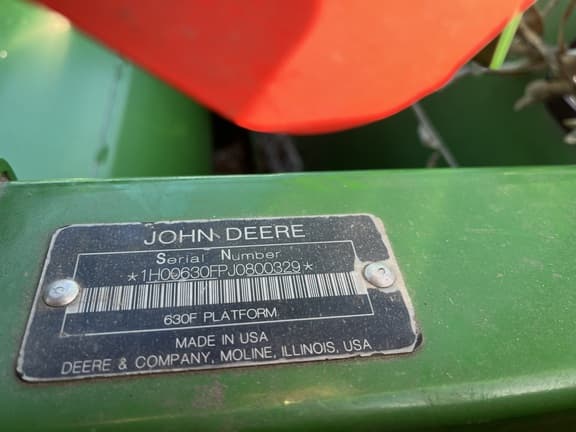 JOHN DEERE
Serial Number
*1H00630FPJ0800329*
630F PLATFORM
MADE IN USA
DEERE & COMPANY, MOLINE, ILLINOIS, USA